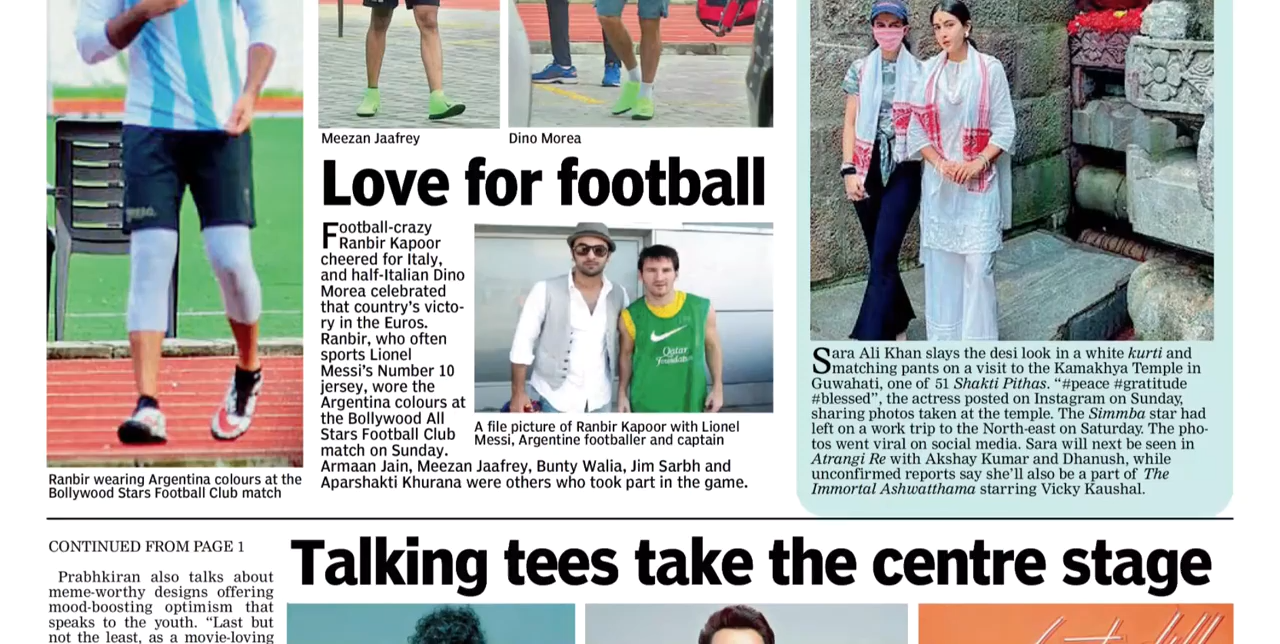 Meezan Jaafrey
Dino Morea
Love for football
Football-crazy
Ranbir Kapoor
cheered for Italy,
and half-Italian Dino
Morea celebrated
that country's victo-
ry in the Euros.
Ranbir, who often
sports Lionel
Messi's Number 10
jersey, wore the
Argentina colours at
the Bollywood All
Stars Football Club
match on Sunday.
Armaan Jain, Meezan Jaafrey, Bunty Walia, Jim Sarbh and
Aparshakti Khurana were others who took part in the game.
Qatar
Foundation
A file picture of Ranbir Kapoor with Lionel
Messi, Argentine footballer and captain
Ranbir wearing Argentina colours at the
Bollywood Stars Football Club match
Sara Ali Khan slays the desi look in a white kurti and
matching pants on a visit to the Kamakhya Temple in
Guwahati, one of 51 Shakti Pithas. “#peace #gratitude
#blessed”, the actress posted on Instagram on Sunday,
sharing photos taken at the temple. The Simmba star had
left on a work trip to the North-east on Saturday. The pho-
tos went viral on social media. Sara will next be seen in
Atrangi Re with Akshay Kumar and Dhanush, while
unconfirmed reports say she'll also be a part of The
Immortal Ashwatthama starring Vicky Kaushal.
CONTINUED FROM PAGE 1
Talking tees take the centre stage
Prabhkiran also talks about
meme-worthy designs offering
mood-boosting optimism that
speaks to the youth. “Last but
not the least, as a movie-loving